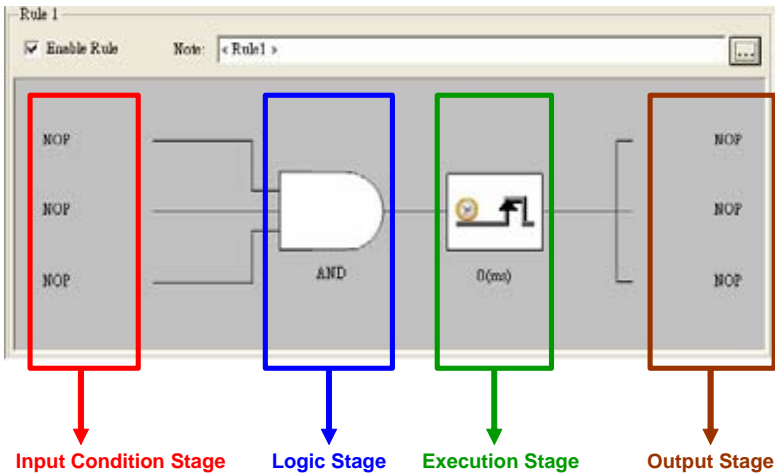 Rule 1
Enable Rule Note: < Rule1 > ...
NOP NOP
NOP NOP
NOP AND 0(ms) NOP
Input Condition Stage Logic Stage Execution Stage Output Stage